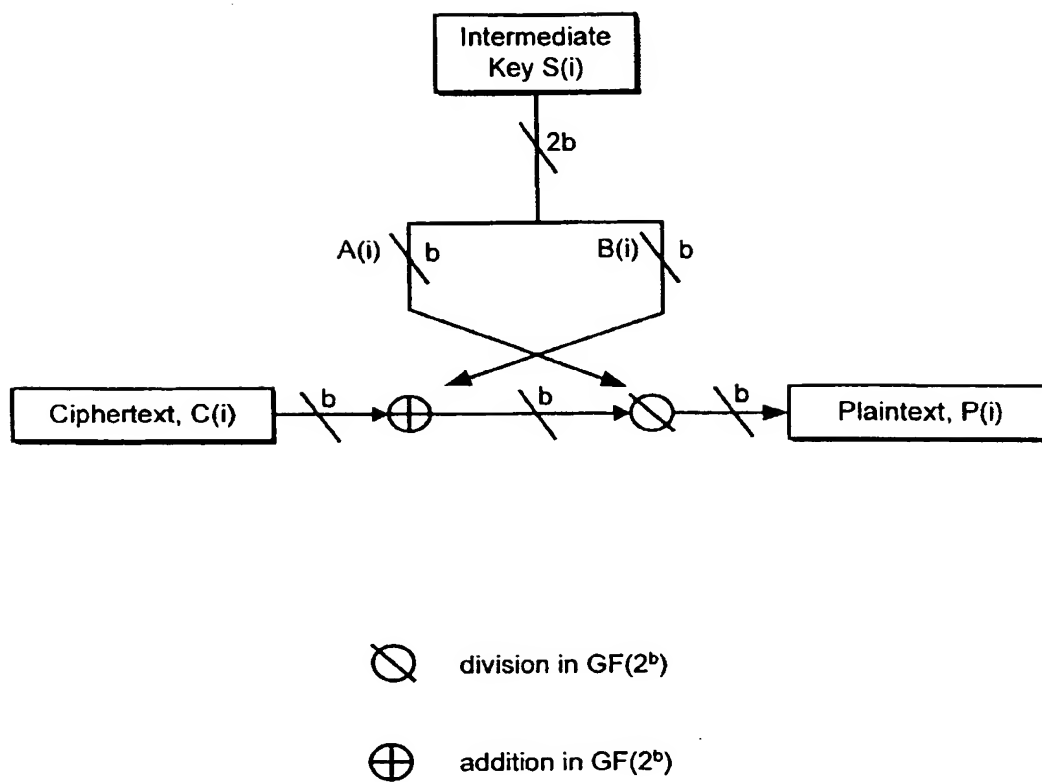 Intermediate
Key S(i)
2b
A(i)
b
B(i)
b
Ciphertext, C(i)
b
b
b
Plaintext, P(i)
division in GF(2ᵇ)
addition in GF(2ᵇ)